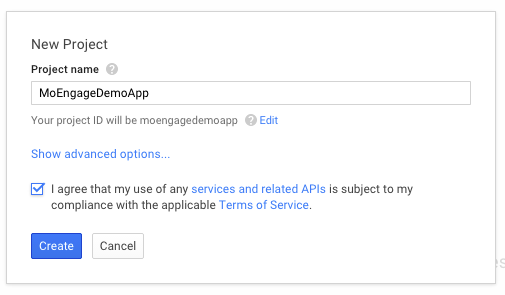 New Project
Project name ?
MoEngageDemoApp
Your project ID will be moengagedemoapp ? Edit
Show advanced options...
I agree that my use of any services and related APIs is subject to my
compliance with the applicable Terms of Service.
Create Cancel